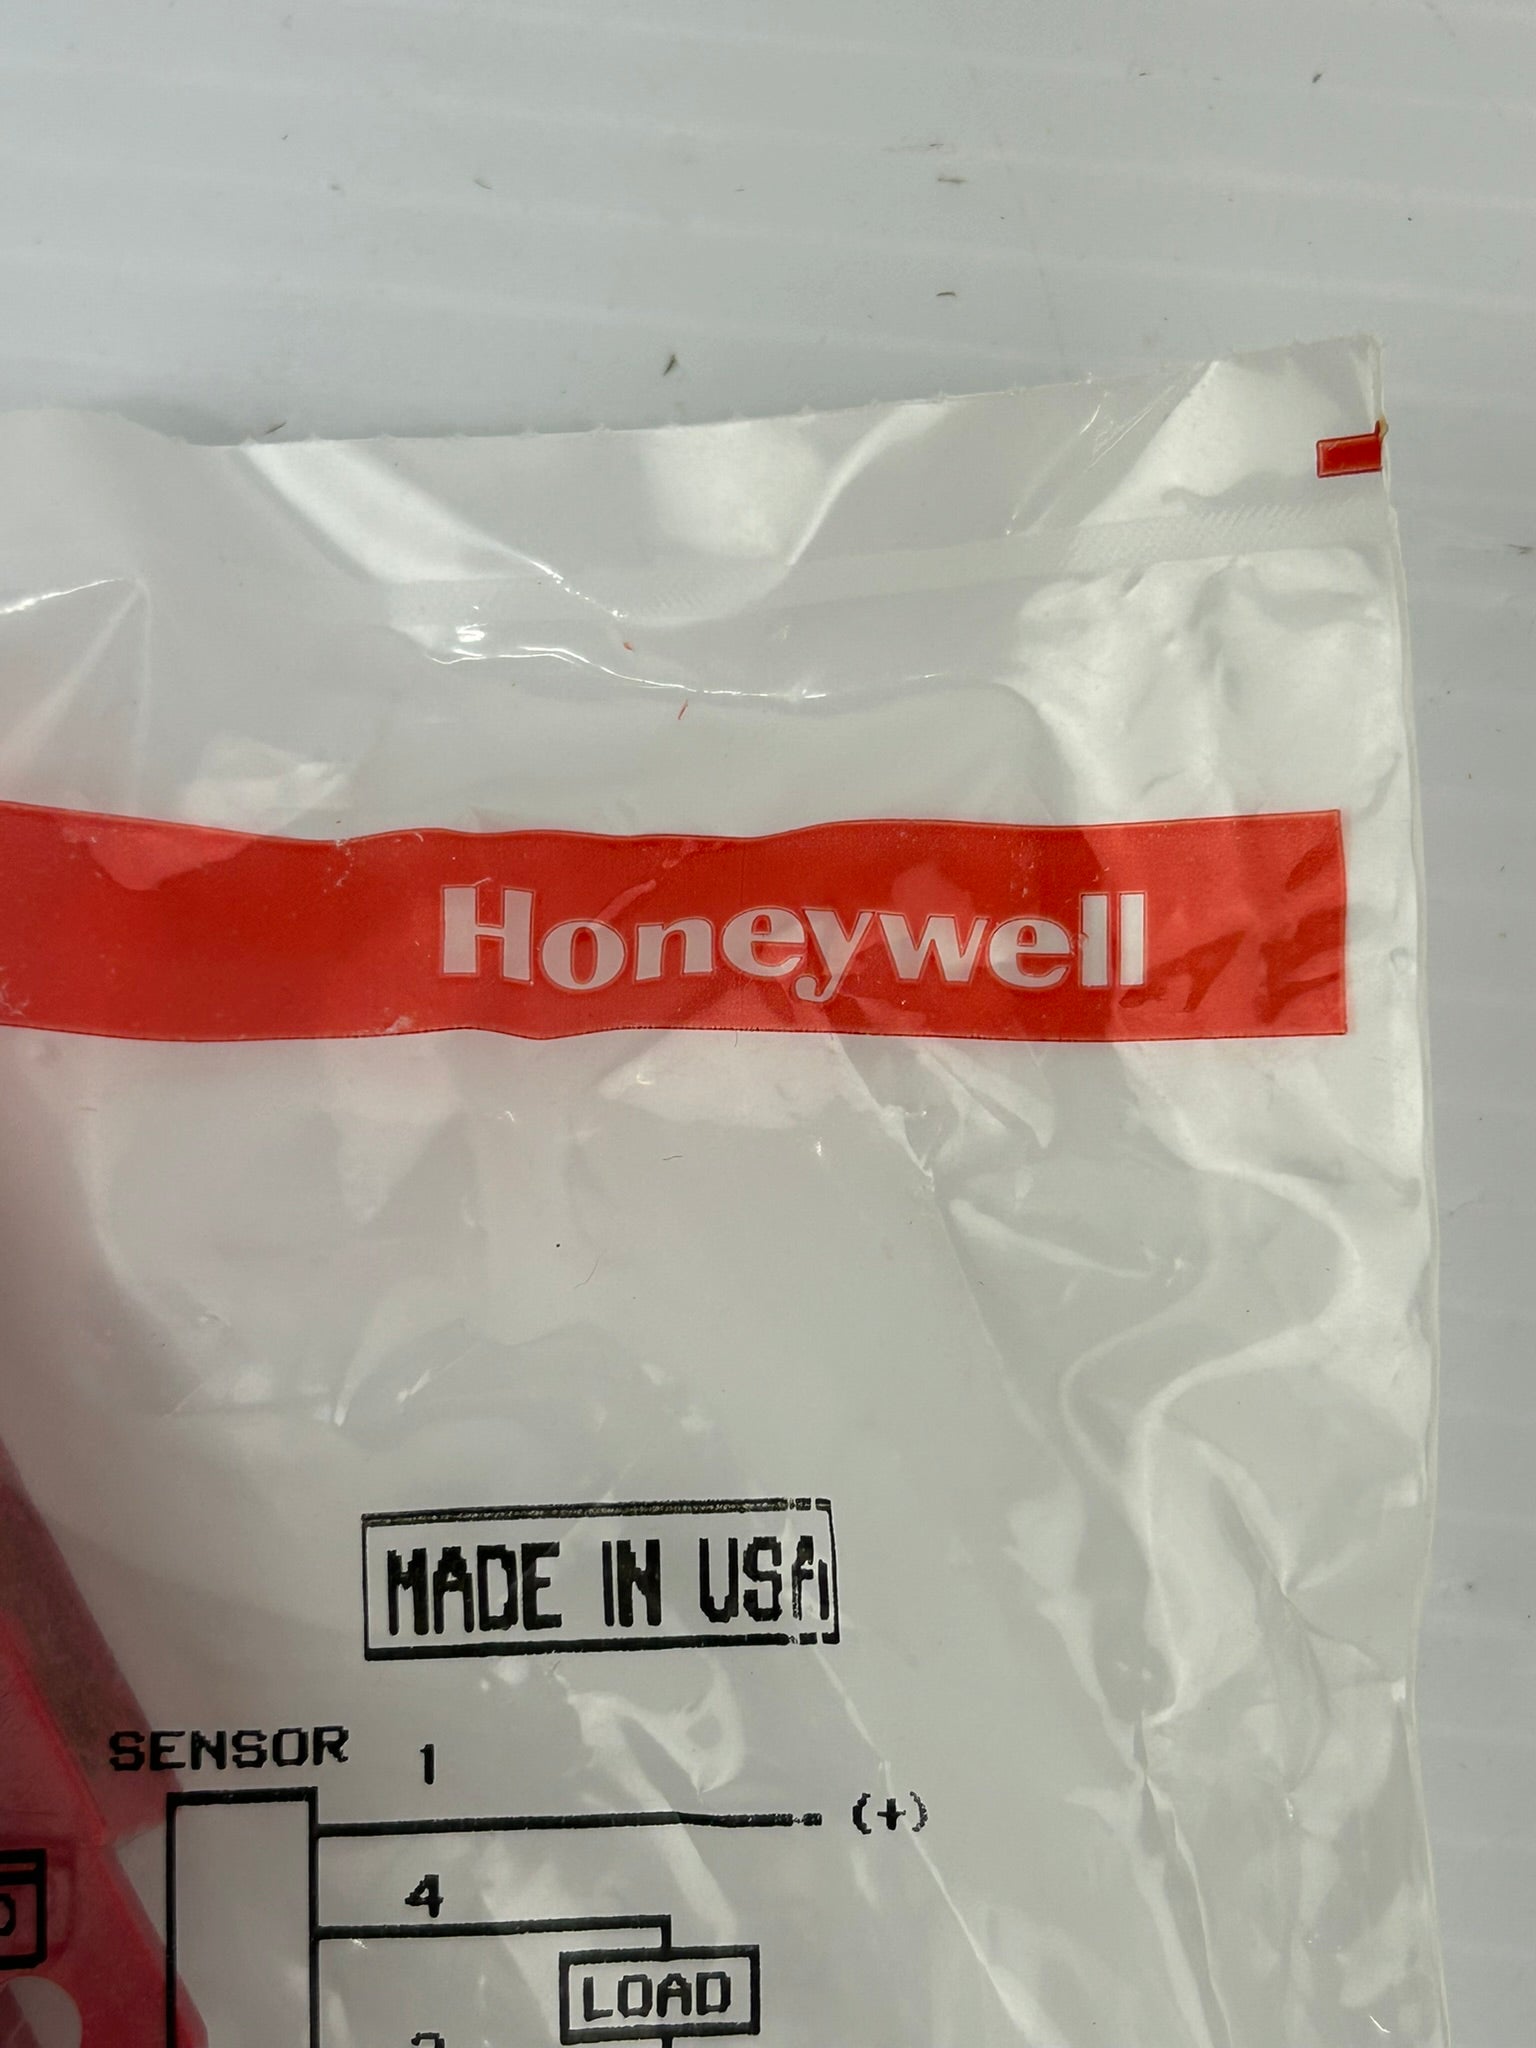 Honeywell
MADE IN USA
SENSOR
1
(+)
4
LOAD